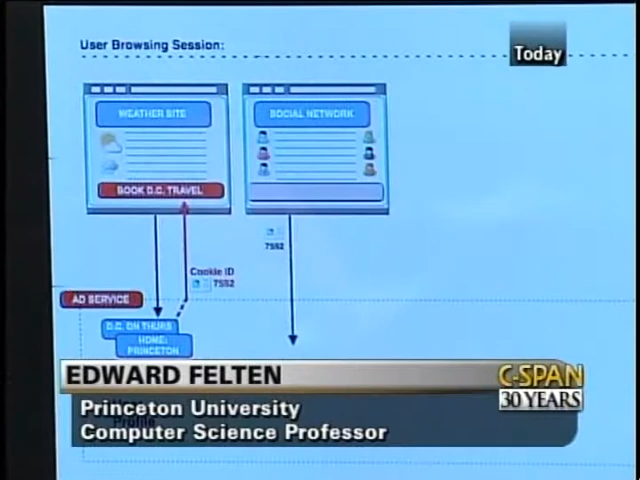 User Browsing Session:
Today
WEATHER SITE
SOCIAL NETWORK
BOOK D.C. TRAVEL
7552
Cookie ID
7552
AD SERVICE
D.C. ON THURS
HOME:
PRINCETON
EDWARD FELTEN
C-SPAN
30 YEARS
Princeton University
Computer Science Professor